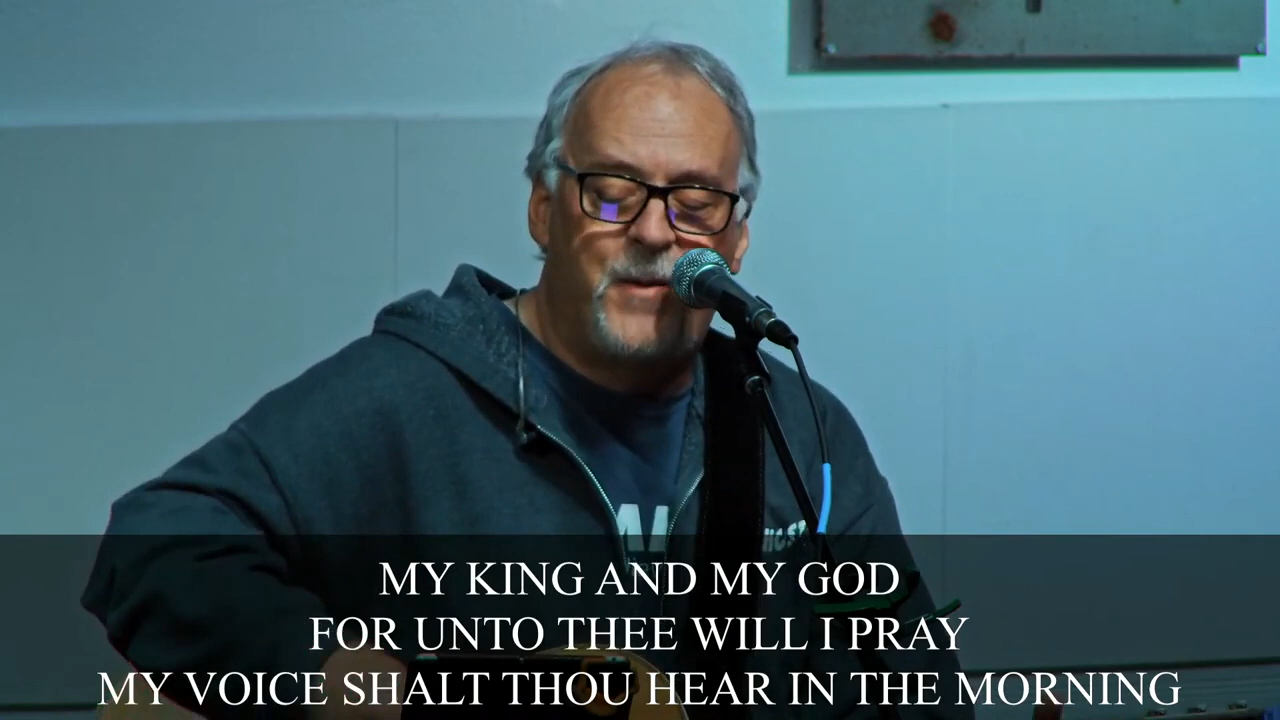 MY KING AND MY GOD
FOR UNTO THEE WILL I PRAY
MY VOICE SHALT THOU HEAR IN THE MORNING